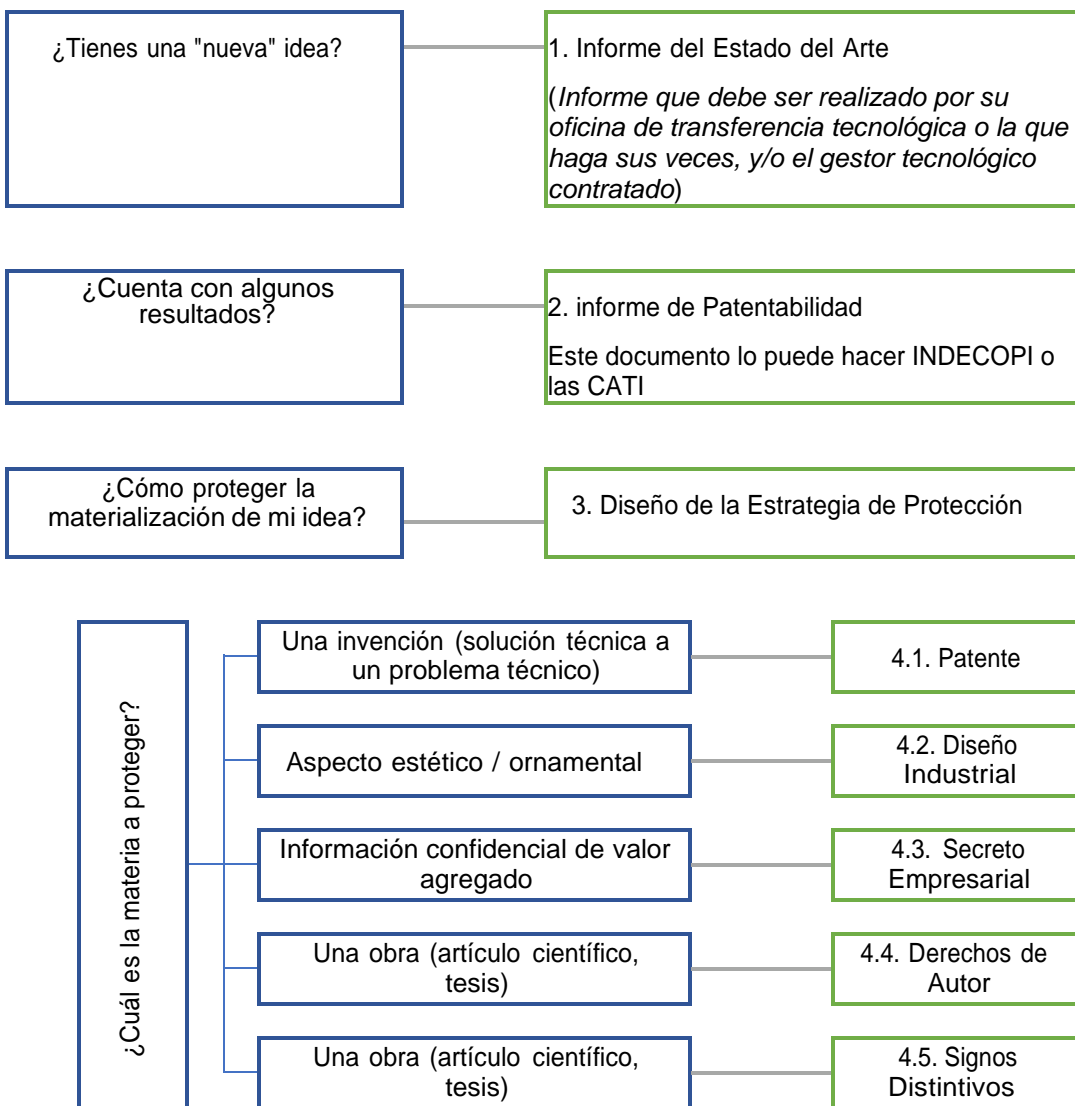 ¿Tienes una "nueva" idea?
1. Informe del Estado del Arte
(Informe que debe ser realizado por su
oficina de transferencia tecnológica o la que
haga sus veces, y/o el gestor tecnológico
contratado)
¿Cuenta con algunos
resultados?
2. informe de Patentabilidad
Este documento lo puede hacer INDECOPI o
las CATI
¿Cómo proteger la
materialización de mi idea?
3. Diseño de la Estrategia de Protección
¿Cuál es la materia a proteger?
Una invención (solución técnica a
un problema técnico)
4.1. Patente
Aspecto estético / ornamental
4.2. Diseño
Industrial
Información confidencial de valor
agregado
4.3. Secreto
Empresarial
Una obra (artículo científico,
tesis)
4.4. Derechos de
Autor
Una obra (artículo científico,
tesis)
4.5. Signos
Distintivos